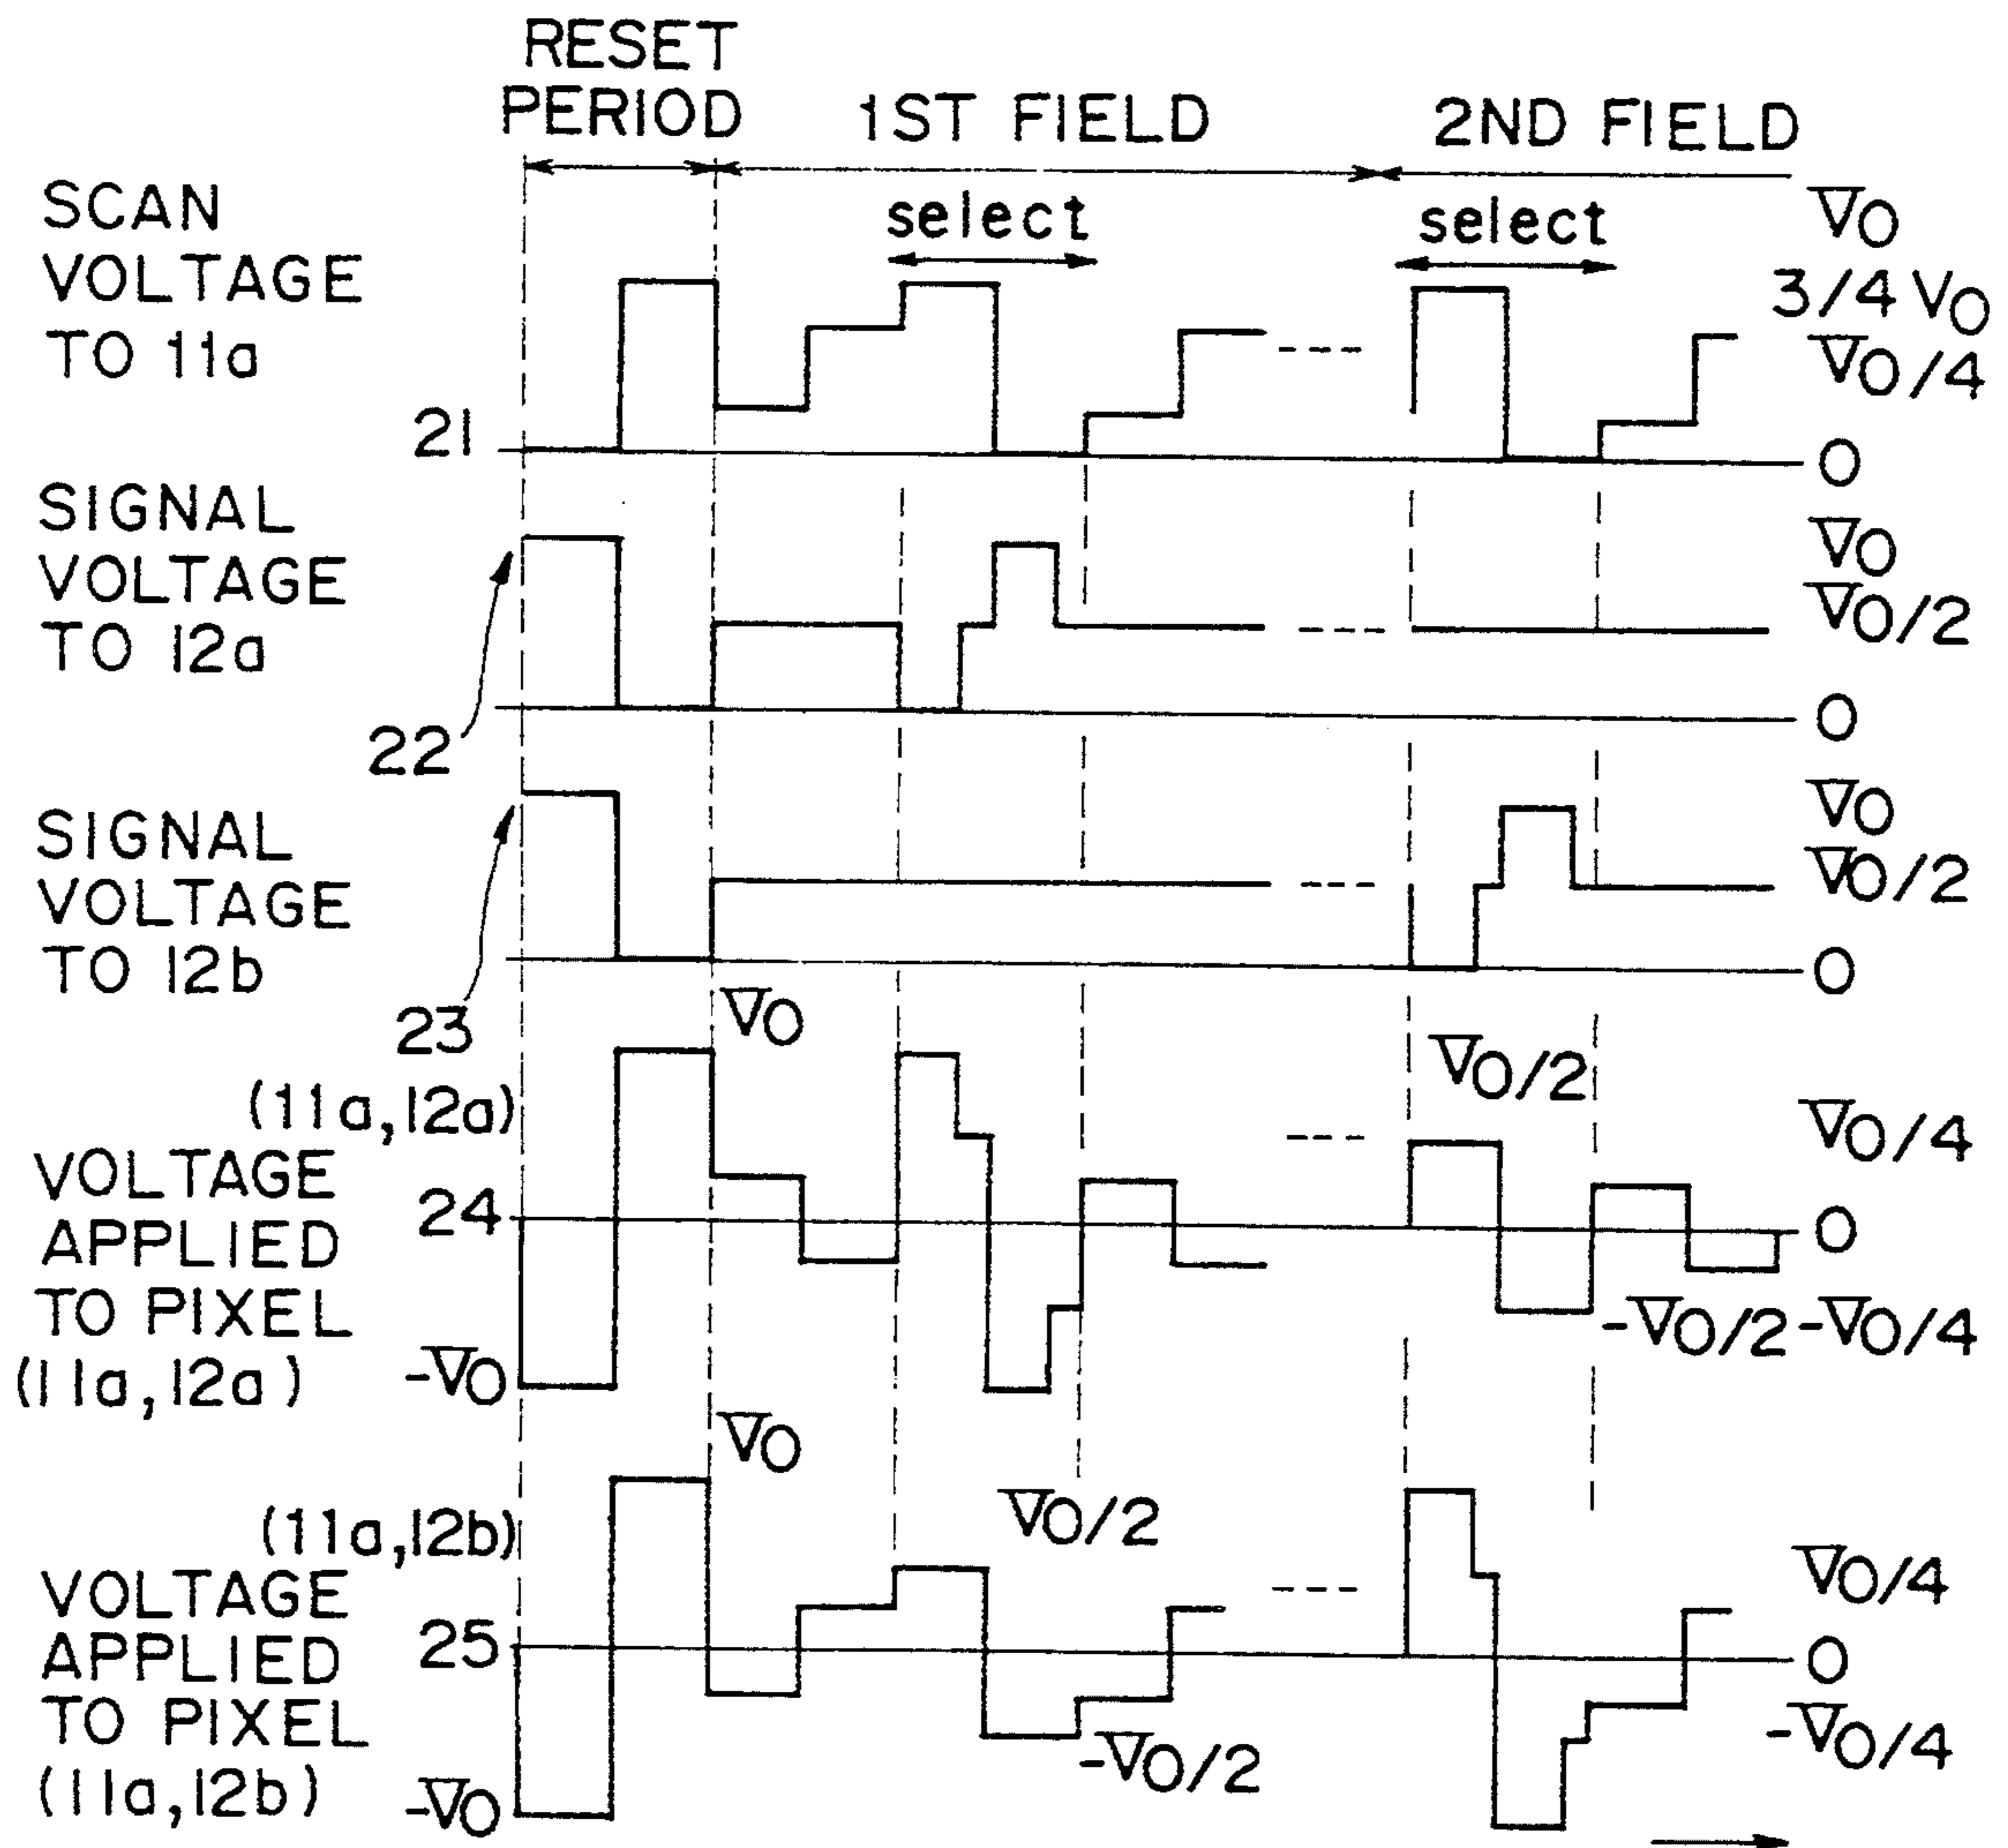 RESET
PERIOD
1ST FIELD
2ND FIELD
SCAN
VOLTAGE
TO 11a
select
select
V0
3/4 V0
V0/4
21
0
SIGNAL
VOLTAGE
TO 12a
V0
V0/2
22
0
SIGNAL
VOLTAGE
TO 12b
V0
V0/2
23
0
V0
V0/2
(11a,12a)
VOLTAGE
APPLIED
TO PIXEL
(11a,12a)
24
V0/4
0
-V0/2
-V0/4
-V0
V0
V0/2
(11a,12b)
VOLTAGE
APPLIED
TO PIXEL
(11a,12b)
25
V0/4
0
-V0/2
-V0/4
-V0